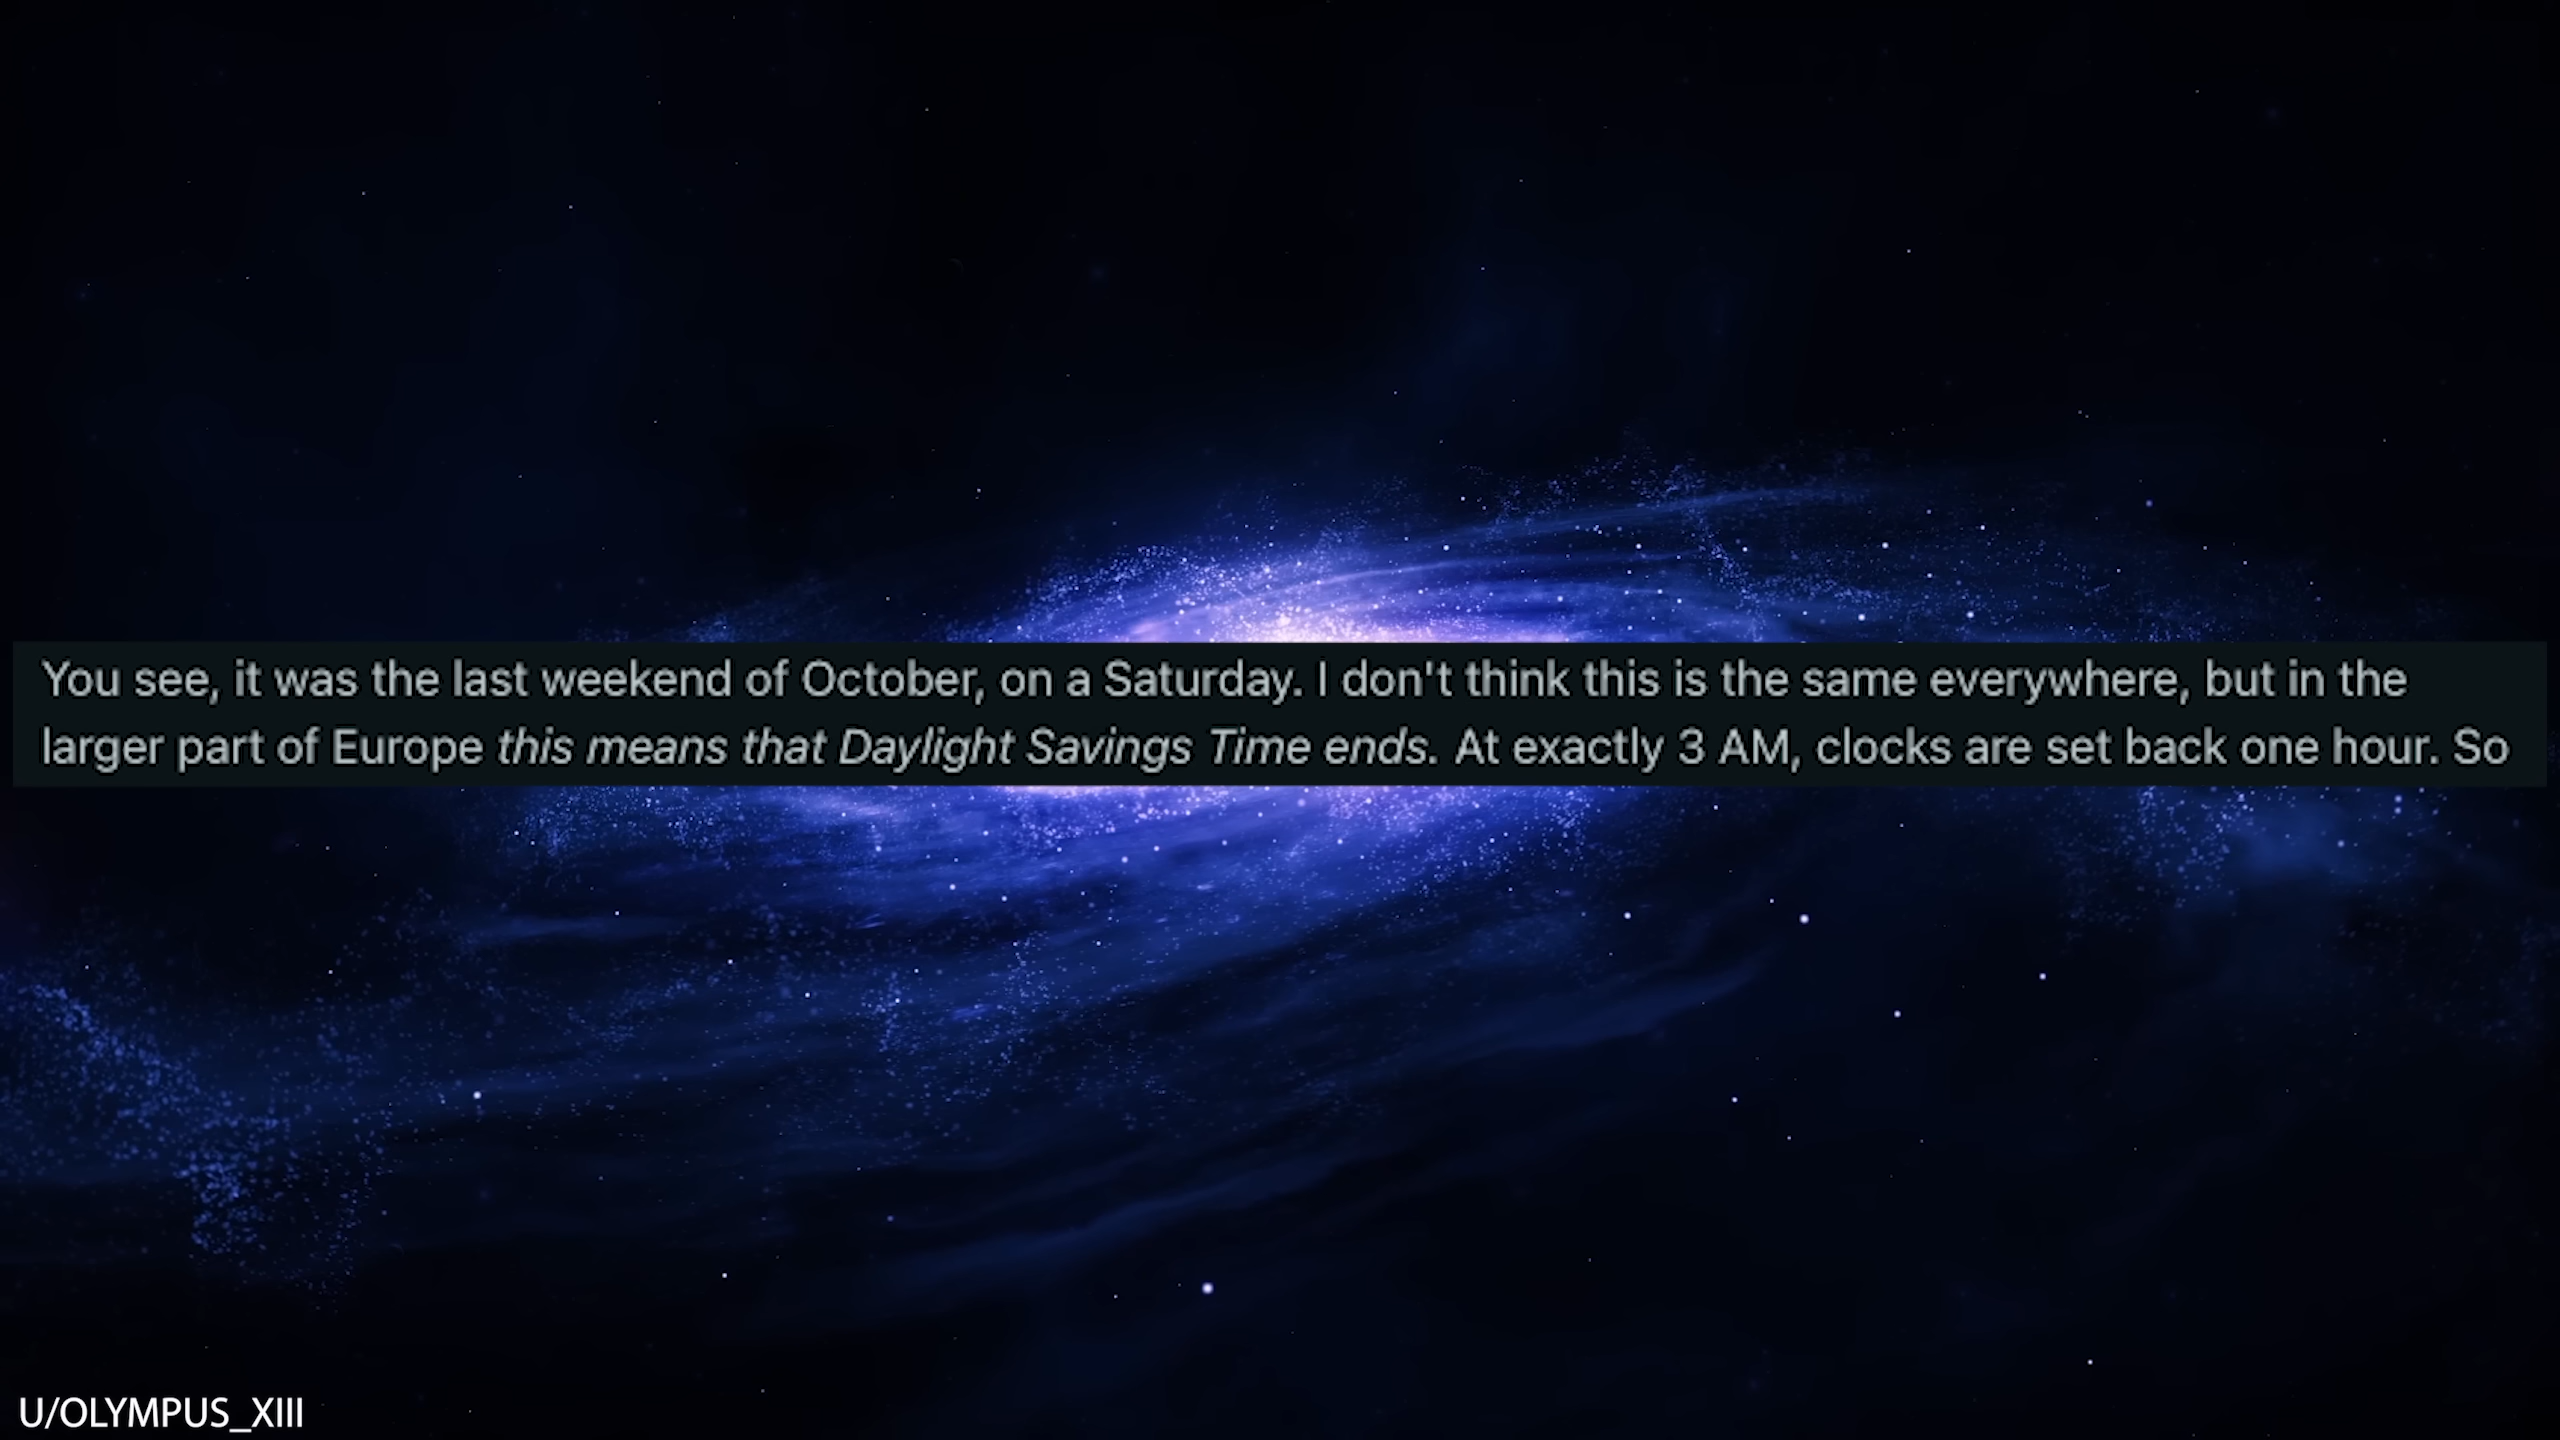 You see, it was the last weekend of October, on a Saturday. I don't think this is the same everywhere, but in the
larger part of Europe this means that Daylight Savings Time ends. At exactly 3 AM, clocks are set back one hour. So
U/OLYMPUS_XIII